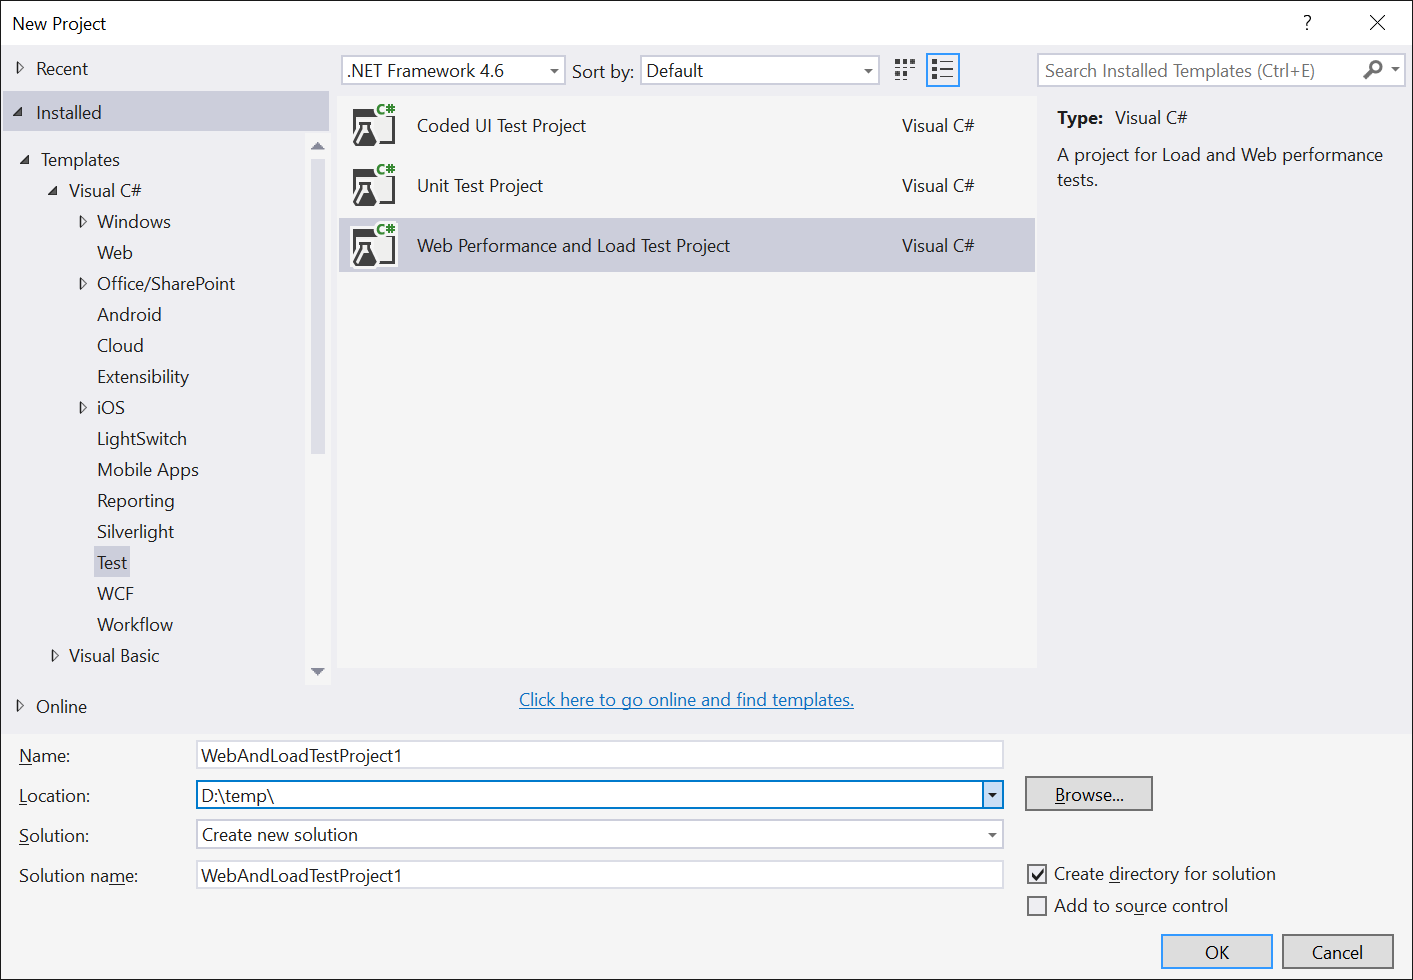 New Project
?
Recent
.NET Framework 4.6
Sort by:
Default
Search Installed Templates (Ctrl+E)
Installed
Templates
Visual C#
Windows
Web
Office/SharePoint
Android
Cloud
Extensibility
iOS
LightSwitch
Mobile Apps
Reporting
Silverlight
Test
WCF
Workflow
Visual Basic
Online
C#
Coded UI Test Project
Visual C#
C#
Unit Test Project
Visual C#
C#
Web Performance and Load Test Project
Visual C#
Type: Visual C#
A project for Load and Web performance
tests.
Click here to go online and find templates.
Name:
WebAndLoadTestProject1
Location:
D:\temp\
Browse...
Solution:
Create new solution
Solution name:
WebAndLoadTestProject1
Create directory for solution
Add to source control
OK
Cancel